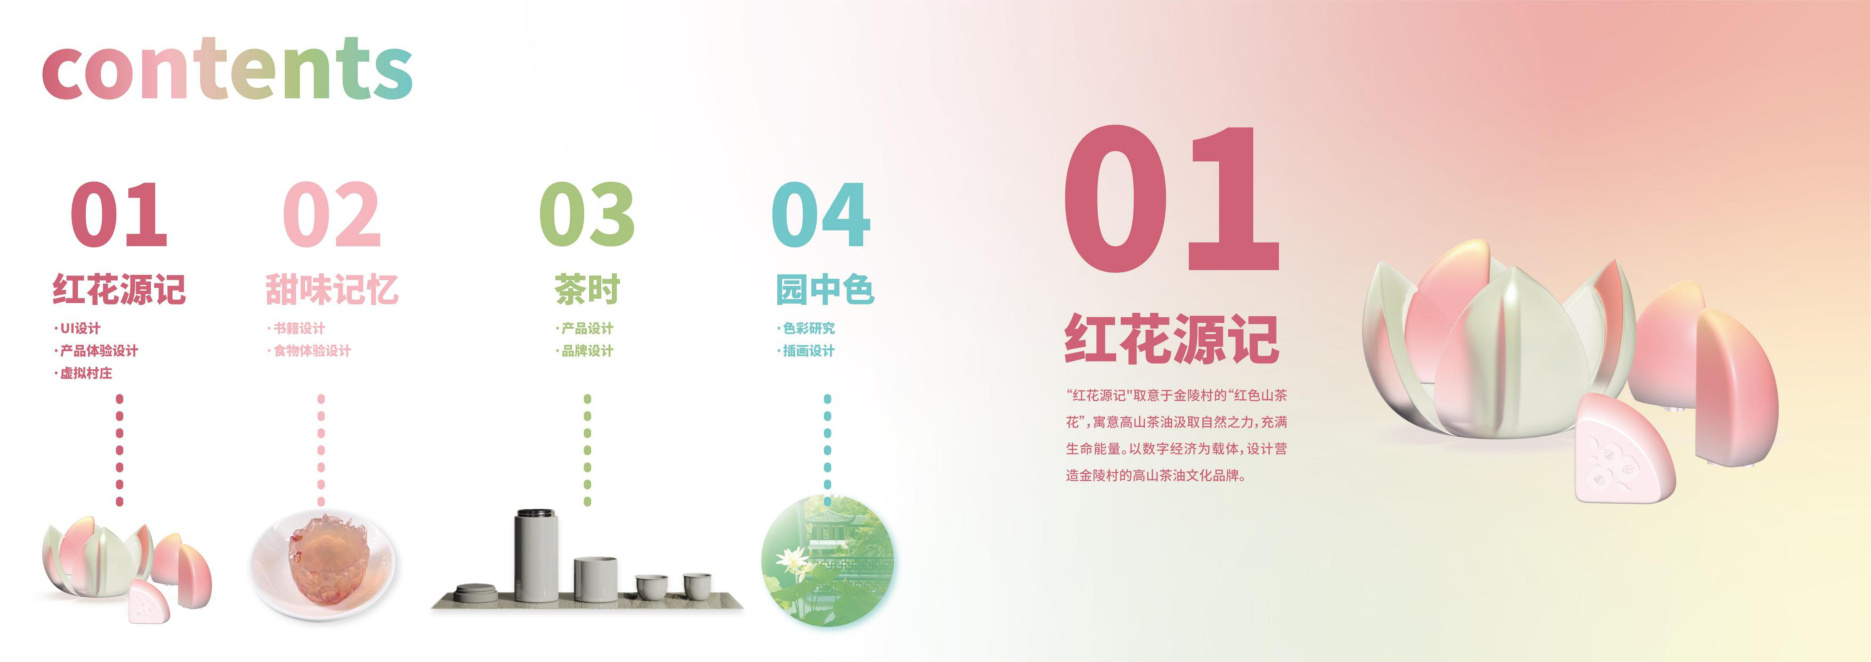 contents
01
红花源记
·UI设计
·产品体验设计
·虚拟村庄
02
甜味记忆
·书籍设计
·食物体验设计
03
茶时
·产品设计
·品牌设计
04
园中色
·色彩研究
·插画设计
01
红花源记
“红花源记"取意于金陵村的“红色山茶
花”，寓意高山茶油汲取自然之力，充满
生命能量。以数字经济为载体，设计营
造金陵村的高山茶油文化品牌。